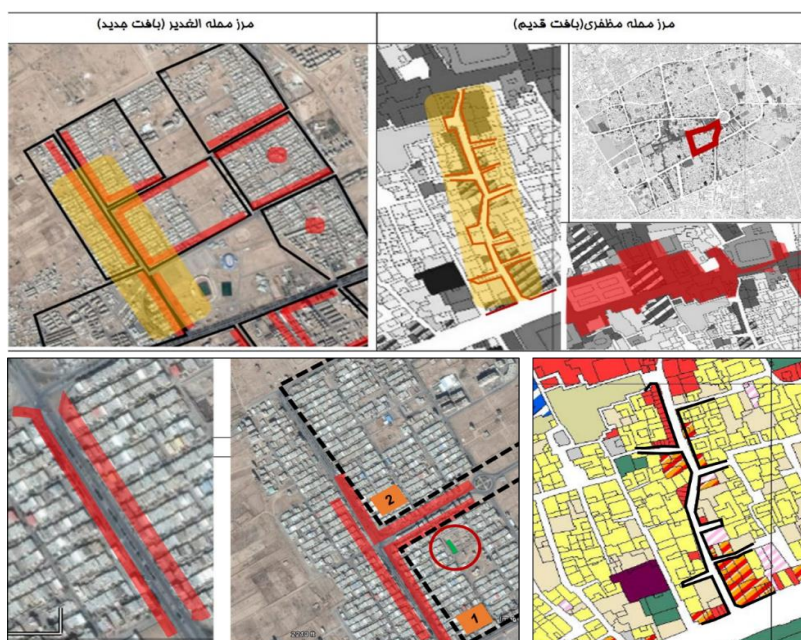 مرز محله مظفری(بافت قدیم)
مرز محله الغدیر (بافت جدید)
2
1